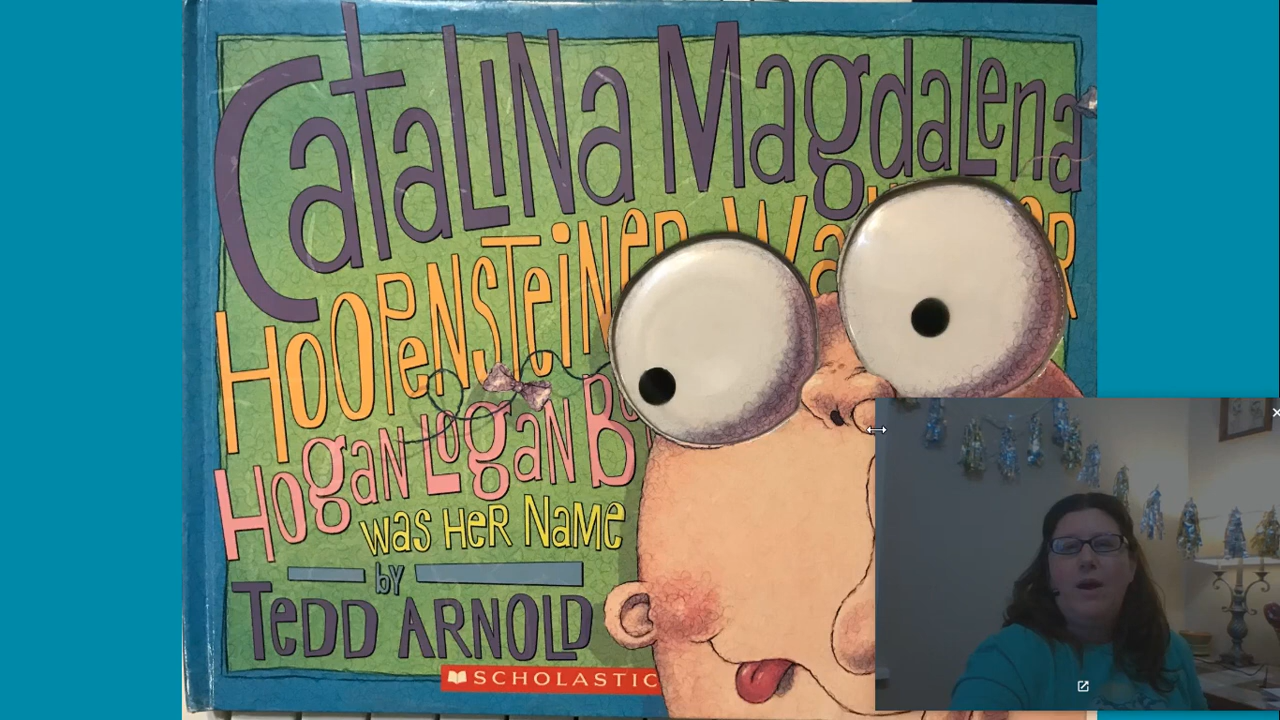 CataLiNa MagdaLena
HOOPeNSTeiNeR
HogaN LogaN
was HeR Name
by
TeDD ARNOLD
SCHOLASTIC